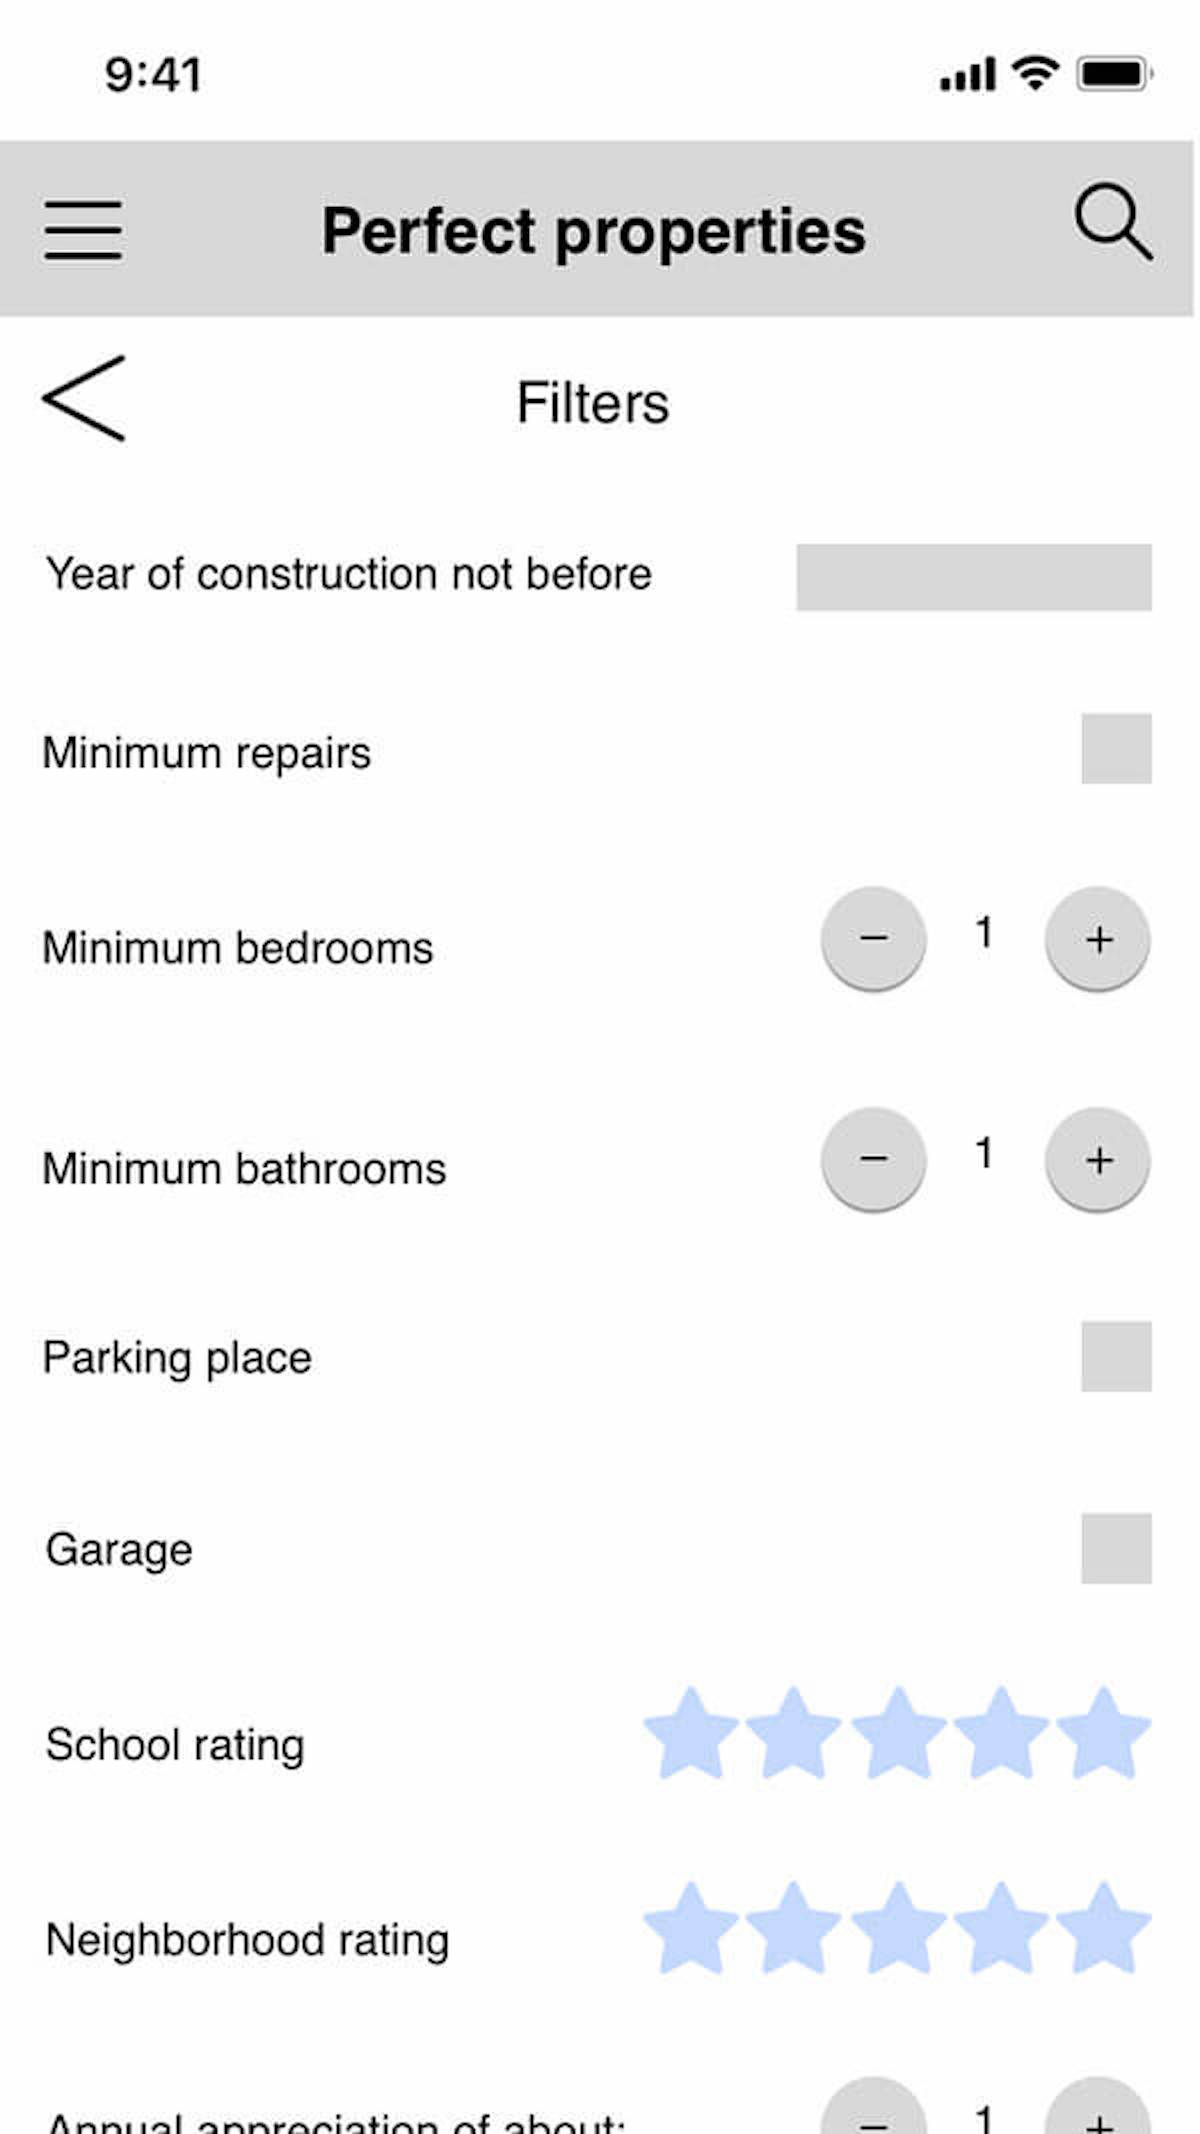 9:41
Perfect properties
Filters
Year of construction not before
Minimum repairs
Minimum bedrooms − 1 +
Minimum bathrooms − 1 +
Parking place
Garage
School rating
Neighborhood rating
Annual appreciation of about: − 1 +